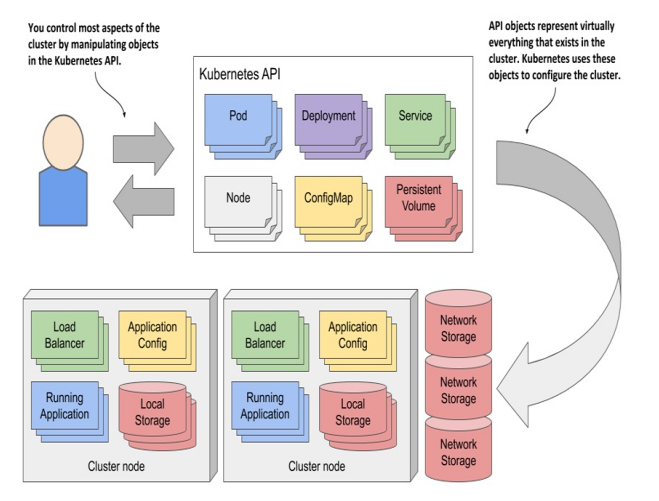 You control most aspects of the
cluster by manipulating objects
in the Kubernetes API.
API objects represent virtually
everything that exists in the
cluster. Kubernetes uses these
objects to configure the cluster.
Kubernetes API
Pod
Deployment
Service
Node
ConfigMap
Persistent
Volume
Load
Balancer
Application
Config
Running
Application
Local
Storage
Cluster node
Load
Balancer
Application
Config
Running
Application
Local
Storage
Cluster node
Network
Storage
Network
Storage
Network
Storage